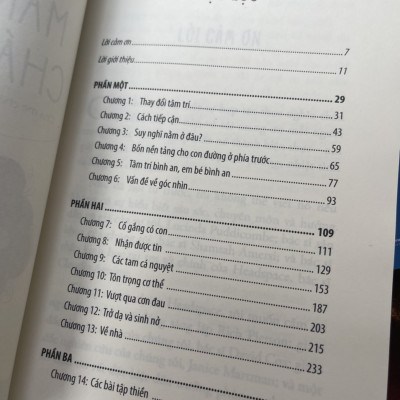 Lời cảm ơn 7
Lời giới thiệu 11
PHẦN MỘT 29
Chương 1: Thay đổi tâm trí 31
Chương 2: Cách tiếp cận 43
Chương 3: Suy nghĩ nằm ở đâu? 59
Chương 4: Bốn nền tảng cho con đường ở phía trước 65
Chương 5: Tâm trí bình an, em bé bình an 77
Chương 6: Vấn đề về góc nhìn 93
PHẦN HAI 109
Chương 7: Cố gắng có con 111
Chương 8: Nhận được tin 129
Chương 9: Các tam cá nguyệt 153
Chương 10: Tôn trọng cơ thể 187
Chương 11: Vượt qua cơn đau 203
Chương 12: Trở dạ và sinh nở 215
Chương 13: Về nhà 233
PHẦN BA
Chương 14: Các bài tập thiền